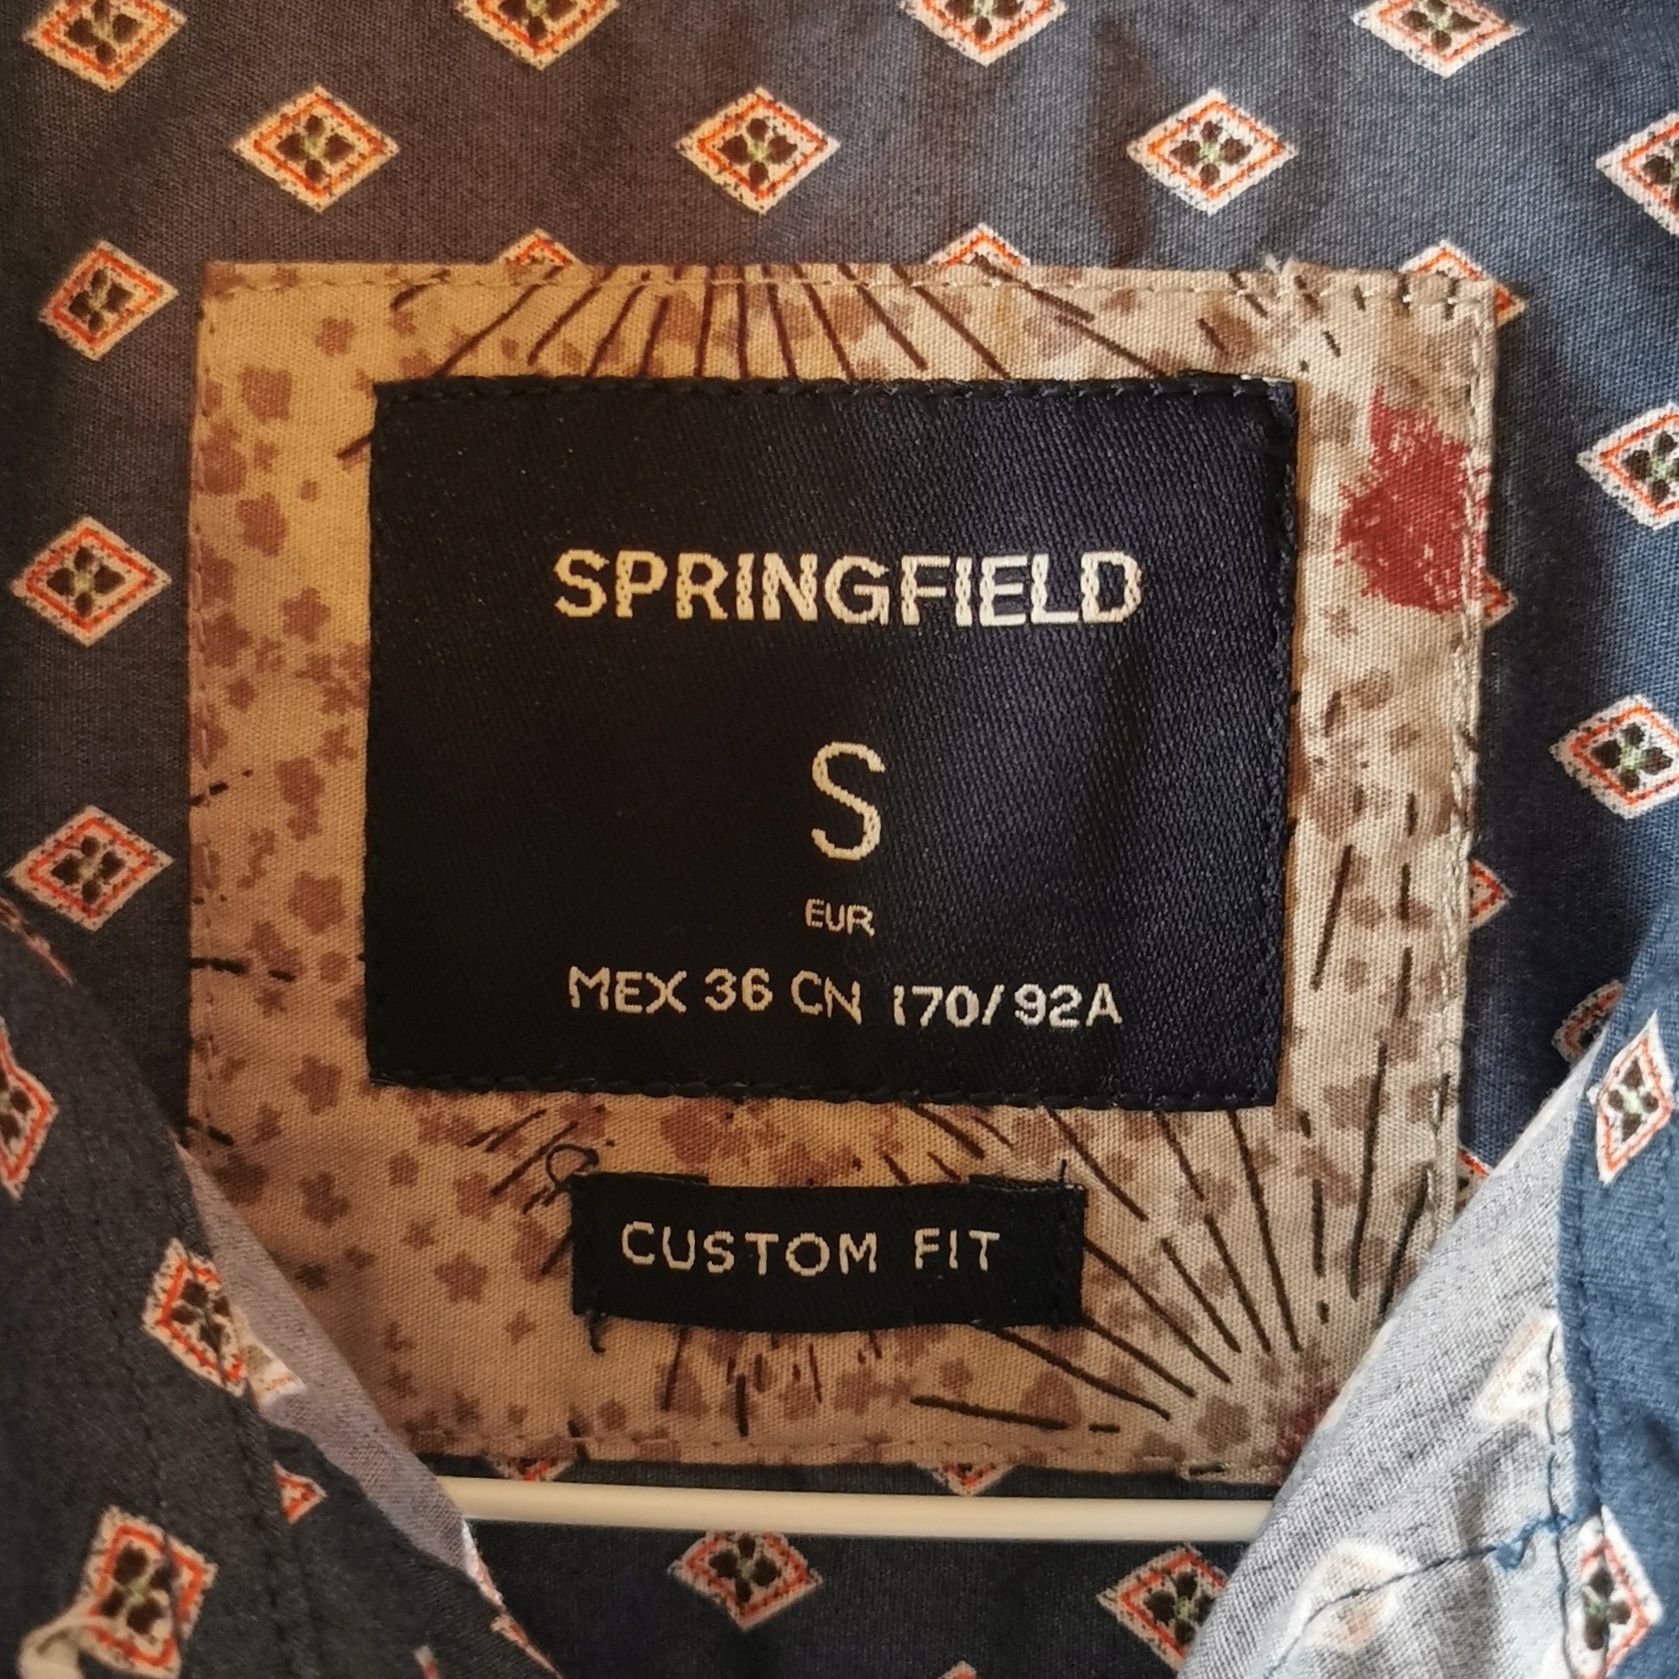 SPRINGFIELD
S
EUR
MEX 36 CN 170/92A
CUSTOM FIT